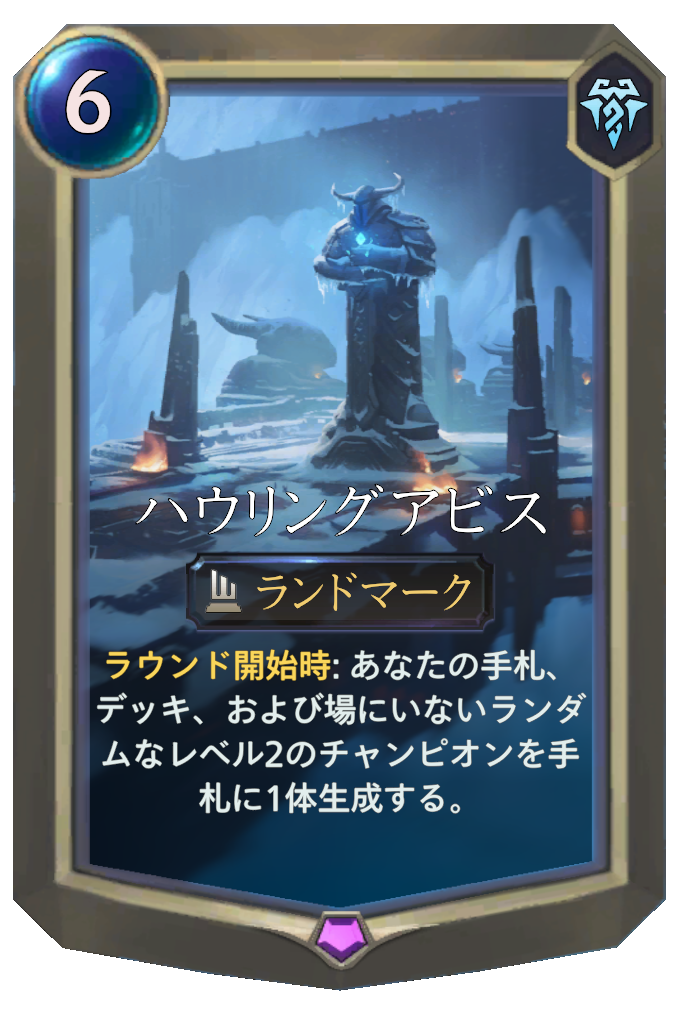 6
ハウリングアビス
ランドマーク
ラウンド開始時: あなたの手札、
デッキ、および場にいないランダ
ムなレベル2のチャンピオンを手
札に1体生成する。